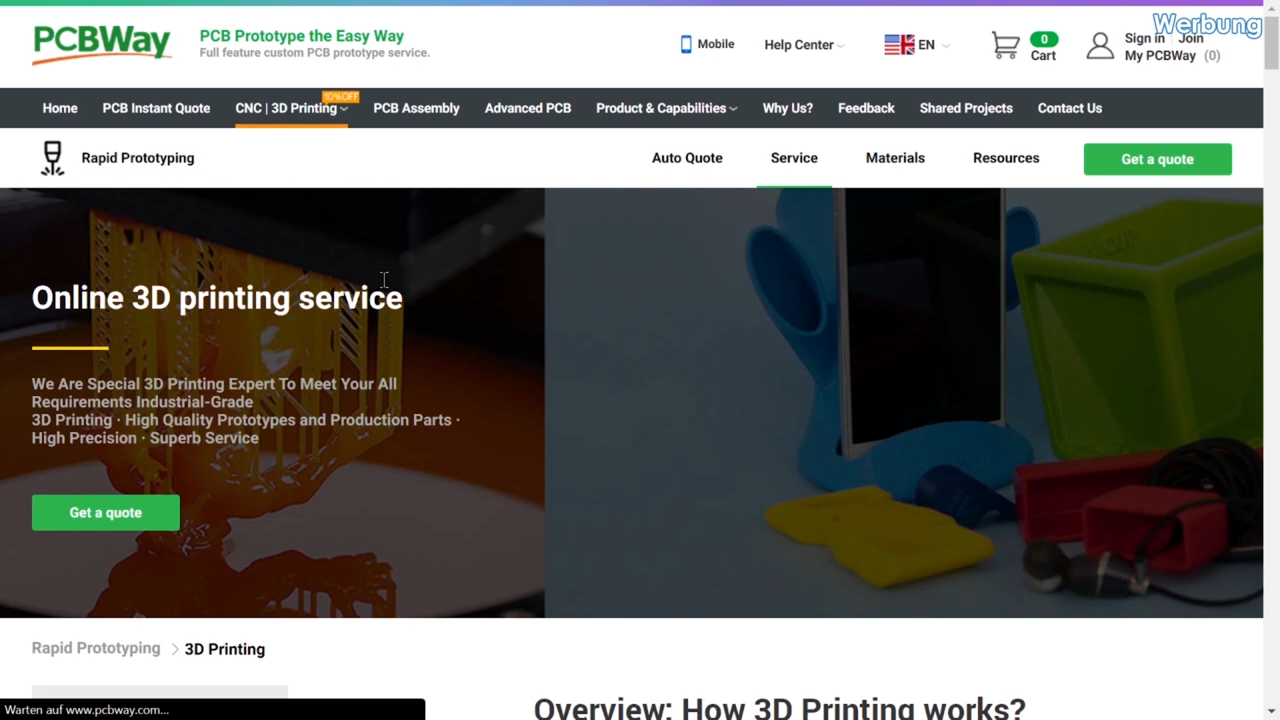 Werbung
PCBWay
PCB Prototype the Easy Way
Full feature custom PCB prototype service.
Mobile
Help Center
EN
0
Cart
Sign in | Join
My PCBWay (0)
Home
PCB Instant Quote
CNC | 3D Printing
10%OFF
PCB Assembly
Advanced PCB
Product & Capabilities
Why Us?
Feedback
Shared Projects
Contact Us
Rapid Prototyping
Auto Quote
Service
Materials
Resources
Get a quote
Online 3D printing service
We Are Special 3D Printing Expert To Meet Your All
Requirements Industrial-Grade
3D Printing · High Quality Prototypes and Production Parts ·
High Precision · Superb Service
Get a quote
Rapid Prototyping > 3D Printing
Overview: How 3D Printing works?
Warten auf www.pcbway.com...